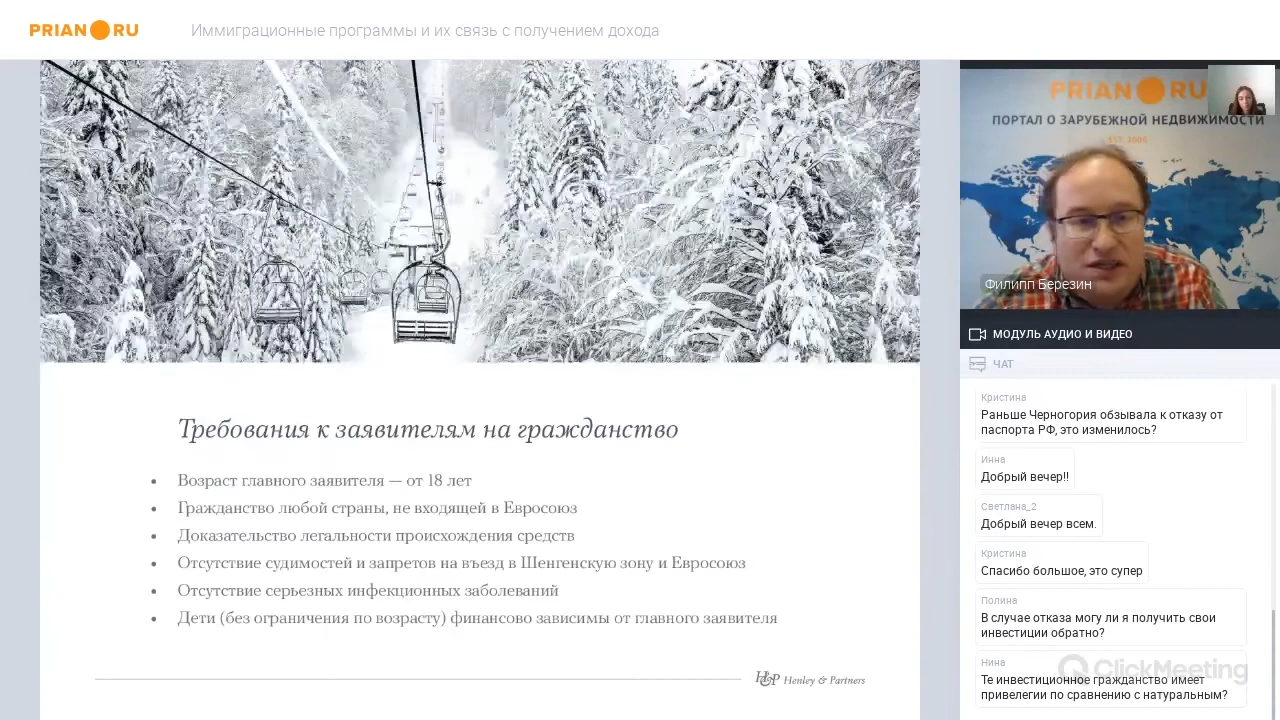 PRIAN RU
Иммиграционные программы и их связь с получением дохода
PRIAN RU
ПОРТАЛ О ЗАРУБЕЖНОЙ НЕДВИЖИМОСТИ
EST. 2006
Филипп Березин
МОДУЛЬ АУДИО И ВИДЕО
ЧАТ
Требования к заявителям на гражданство
• Возраст главного заявителя — от 18 лет
• Гражданство любой страны, не входящей в Евросоюз
• Доказательство легальности происхождения средств
• Отсутствие судимостей и запретов на въезд в Шенгенскую зону и Евросоюз
• Отсутствие серьезных инфекционных заболеваний
• Дети (без ограничения по возрасту) финансово зависимы от главного заявителя
H&P Henley & Partners
Кристина
Раньше Черногория обзывала к отказу от
паспорта РФ, это изменилось?
Инна
Добрый вечер!!
Светлана_2
Добрый вечер всем.
Кристина
Спасибо большое, это супер
Полина
В случае отказа могу ли я получить свои
инвестиции обратно?
Нина
Те инвестиционное гражданство имеет
привелегии по сравнению с натуральным?
ClickMeeting